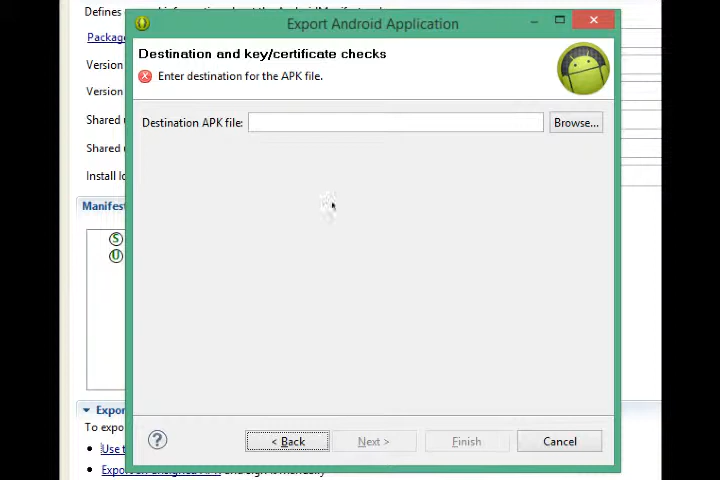 Defines
Export Android Application
Package
Destination and key/certificate checks
Enter destination for the APK file.
Version
Version
Destination APK file:
Browse...
Shared u
Shared u
Install lo
Manifest
S
U
Expor
To expo
Use t
< Back
Next >
Finish
Cancel